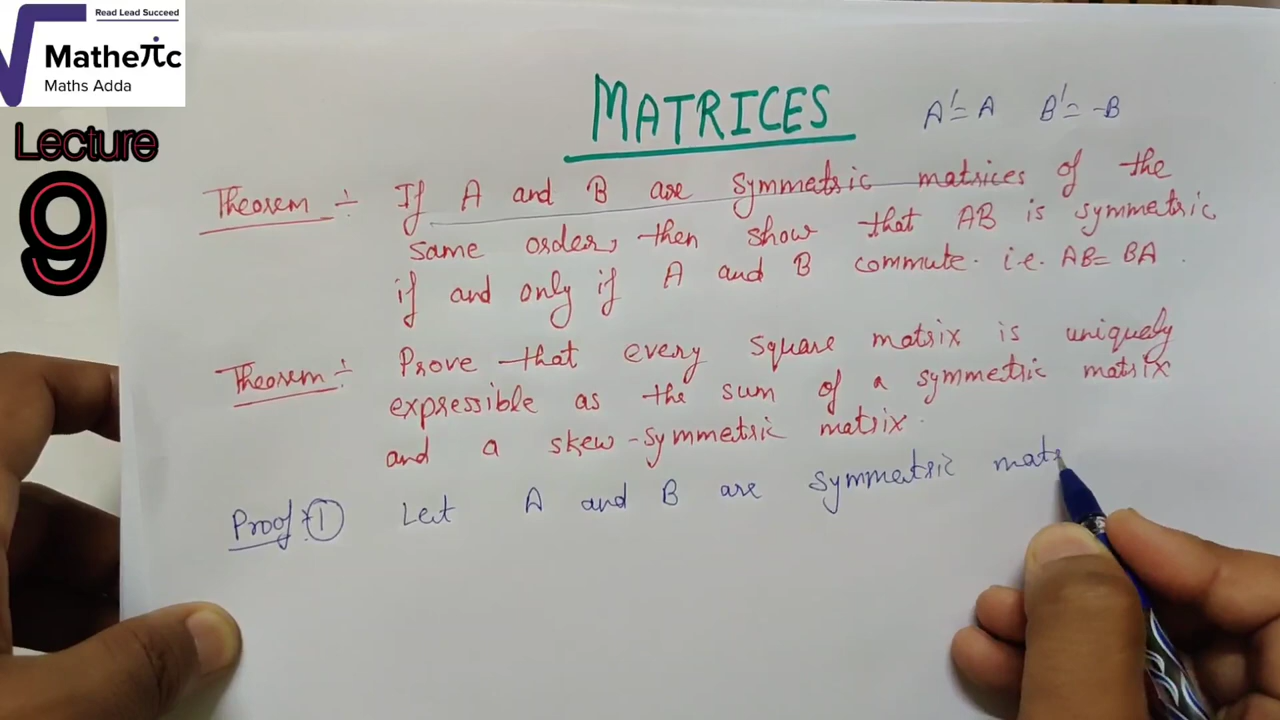 Read Lead Succeed
Matheπc
Maths Adda
Lecture
9
MATRICES
A' = A B' = -B
Theorem ÷ If A and B are symmetric matrices of the
same order, then show that AB is symmetric
if and only if A and B commute. i.e. AB = BA.
Theorem ÷ Prove that every square matrix is uniquely
expressible as the sum of a symmetric matrix
and a skew-symmetric matrix.
Proof ÷ ① Let A and B are symmetric mat